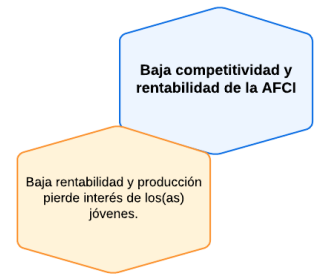 Baja competitividad y
rentabilidad de la AFCI
Baja rentabilidad y producción
pierde interés de los(as)
jóvenes.